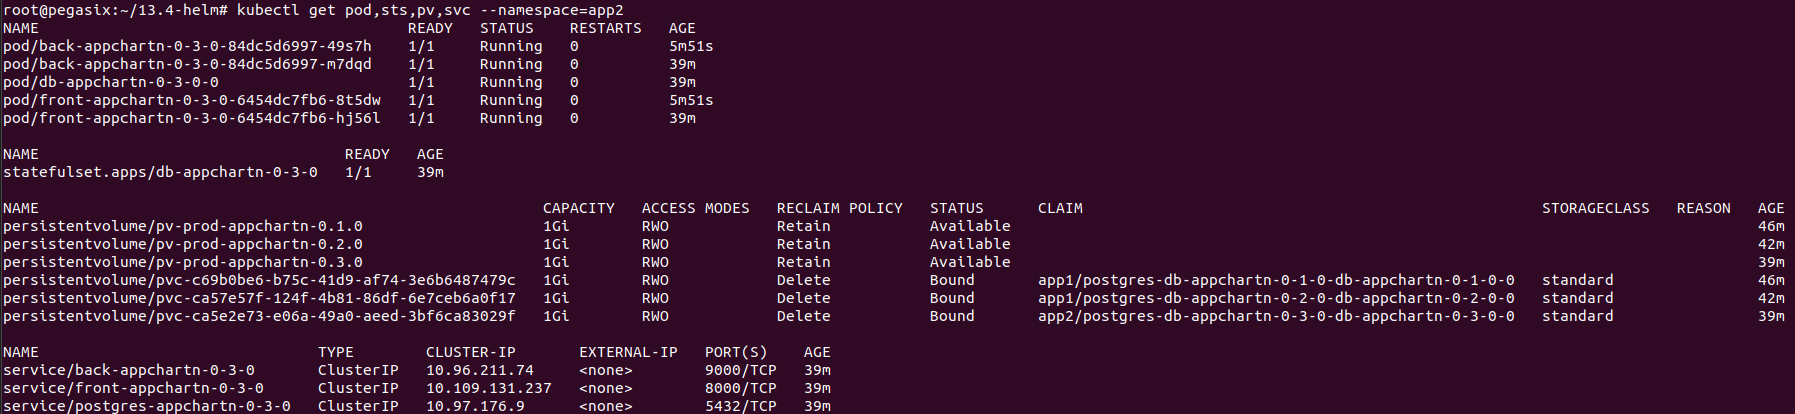 root@pegasix:~/13.4-helm# kubectl get pod,sts,pv,svc --namespace=app2
NAME READY STATUS RESTARTS AGE
pod/back-appchartn-0-3-0-84dc5d6997-49s7h 1/1 Running 0 5m51s
pod/back-appchartn-0-3-0-84dc5d6997-m7dqd 1/1 Running 0 39m
pod/db-appchartn-0-3-0-0 1/1 Running 0 39m
pod/front-appchartn-0-3-0-6454dc7fb6-8t5dw 1/1 Running 0 5m51s
pod/front-appchartn-0-3-0-6454dc7fb6-hj56l 1/1 Running 0 39m
NAME READY AGE
statefulset.apps/db-appchartn-0-3-0 1/1 39m
NAME CAPACITY ACCESS MODES RECLAIM POLICY STATUS CLAIM STORAGECLASS REASON AGE
persistentvolume/pv-prod-appchartn-0.1.0 1Gi RWO Retain Available 46m
persistentvolume/pv-prod-appchartn-0.2.0 1Gi RWO Retain Available 42m
persistentvolume/pv-prod-appchartn-0.3.0 1Gi RWO Retain Available 39m
persistentvolume/pvc-c69b0be6-b75c-41d9-af74-3e6b6487479c 1Gi RWO Delete Bound app1/postgres-db-appchartn-0-1-0-db-appchartn-0-1-0-0 standard 46m
persistentvolume/pvc-ca57e57f-124f-4b81-86df-6e7ceb6a0f17 1Gi RWO Delete Bound app1/postgres-db-appchartn-0-2-0-db-appchartn-0-2-0-0 standard 42m
persistentvolume/pvc-ca5e2e73-e06a-49a0-aeed-3bf6ca83029f 1Gi RWO Delete Bound app2/postgres-db-appchartn-0-3-0-db-appchartn-0-3-0-0 standard 39m
NAME TYPE CLUSTER-IP EXTERNAL-IP PORT(S) AGE
service/back-appchartn-0-3-0 ClusterIP 10.96.211.74 <none> 9000/TCP 39m
service/front-appchartn-0-3-0 ClusterIP 10.109.131.237 <none> 8000/TCP 39m
service/postgres-appchartn-0-3-0 ClusterIP 10.97.176.9 <none> 5432/TCP 39m